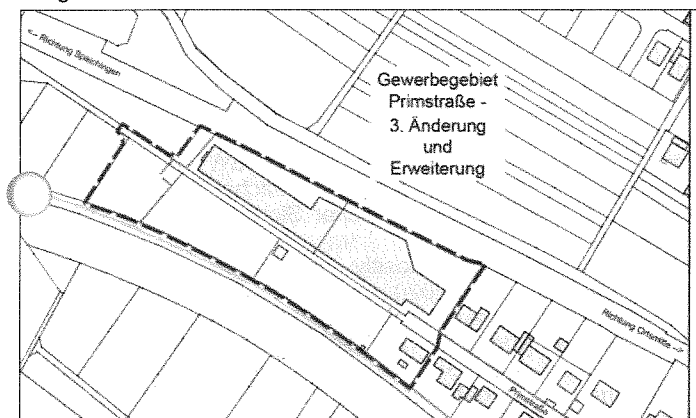 <-- Richtung Spaichingen
Gewerbegebiet
Primstraße -
3. Änderung
und
Erweiterung
Richtung Ortsmitte -->
Primstraße